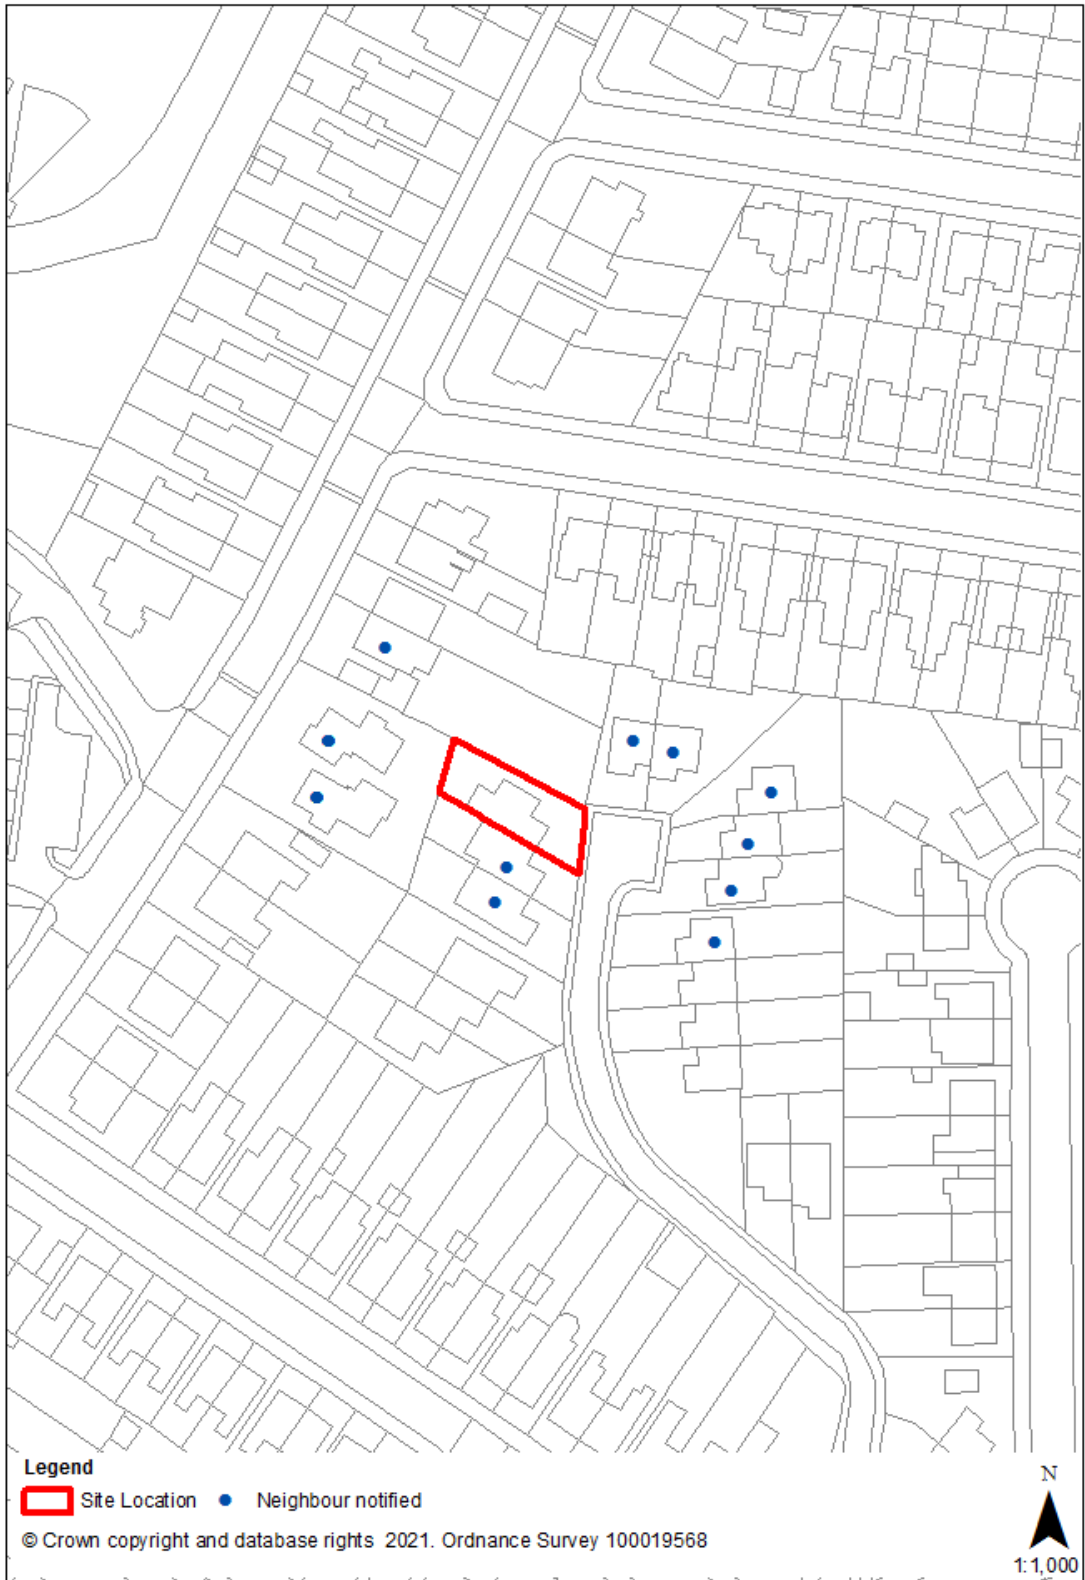 Legend
Site Location Neighbour notified
© Crown copyright and database rights 2021. Ordnance Survey 100019568
N
1:1,000